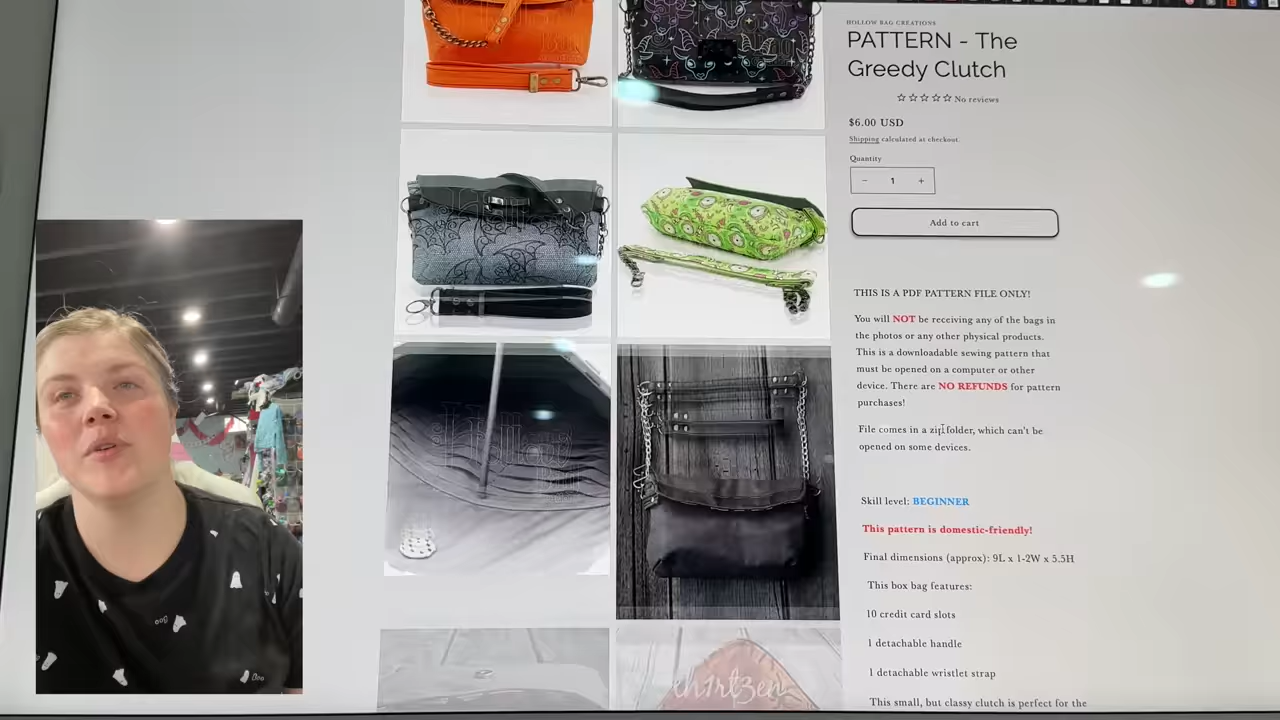 HOLLOW BAG CREATIONS
PATTERN - The
Greedy Clutch
No reviews
$6.00 USD
Shipping calculated at checkout.
Quantity
− 1 +
Add to cart
THIS IS A PDF PATTERN FILE ONLY!
You will NOT be receiving any of the bags in
the photos or any other physical products.
This is a downloadable sewing pattern that
must be opened on a computer or other
device. There are NO REFUNDS for pattern
purchases!
File comes in a zip folder, which can't be
opened on some devices.
Skill level: BEGINNER
This pattern is domestic-friendly!
Final dimensions (approx): 9L x 1-2W x 5.5H
This box bag features:
10 credit card slots
1 detachable handle
1 detachable wristlet strap
This small, but classy clutch is perfect for the